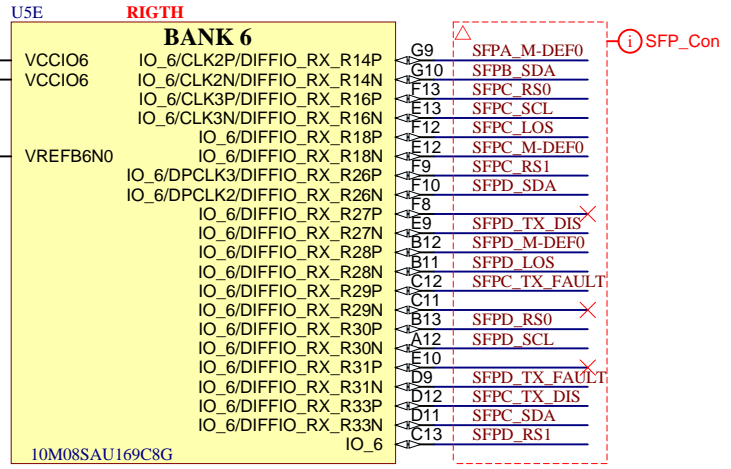 U5E RIGTH
BANK 6
VCCIO6 IO_6/CLK2P/DIFFIO_RX_R14P G9 SFPA_M-DEF0 i SFP_Con
VCCIO6 IO_6/CLK2N/DIFFIO_RX_R14N G10 SFPB_SDA
IO_6/CLK3P/DIFFIO_RX_R16P F13 SFPC_RS0
IO_6/CLK3N/DIFFIO_RX_R16N E13 SFPC_SCL
IO_6/DIFFIO_RX_R18P F12 SFPC_LOS
VREFB6N0 IO_6/DIFFIO_RX_R18N E12 SFPC_M-DEF0
IO_6/DPCLK3/DIFFIO_RX_R26P F9 SFPC_RS1
IO_6/DPCLK2/DIFFIO_RX_R26N F10 SFPD_SDA
IO_6/DIFFIO_RX_R27P F8
IO_6/DIFFIO_RX_R27N E9 SFPD_TX_DIS
IO_6/DIFFIO_RX_R28P B12 SFPD_M-DEF0
IO_6/DIFFIO_RX_R28N B11 SFPD_LOS
IO_6/DIFFIO_RX_R29P C12 SFPC_TX_FAULT
IO_6/DIFFIO_RX_R29N C11
IO_6/DIFFIO_RX_R30P B13 SFPD_RS0
IO_6/DIFFIO_RX_R30N A12 SFPD_SCL
IO_6/DIFFIO_RX_R31P E10
IO_6/DIFFIO_RX_R31N D9 SFPD_TX_FAULT
IO_6/DIFFIO_RX_R33P D12 SFPC_TX_DIS
IO_6/DIFFIO_RX_R33N D11 SFPC_SDA
IO_6 C13 SFPD_RS1
10M08SAU169C8G